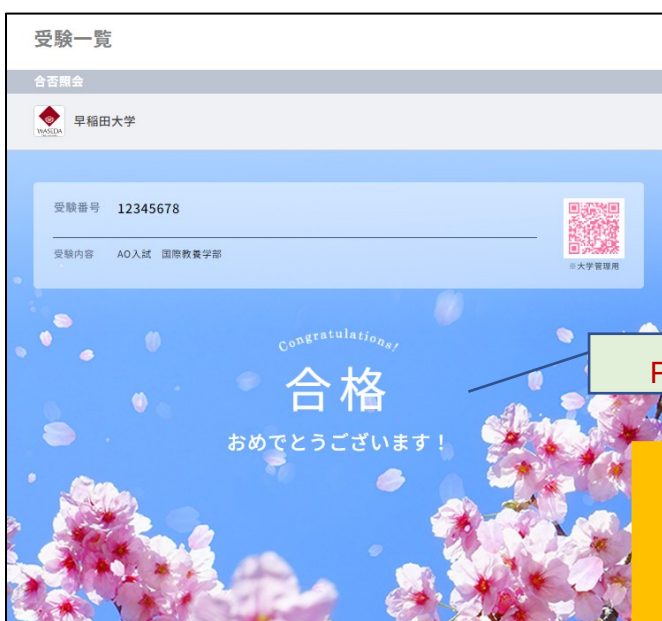 受験一覧
合否照会
WASEDA
早稲田大学
受験番号 12345678
受験内容 AO入試 国際教養学部
※大学管理用
Congratulations!
合格
おめでとうございます！